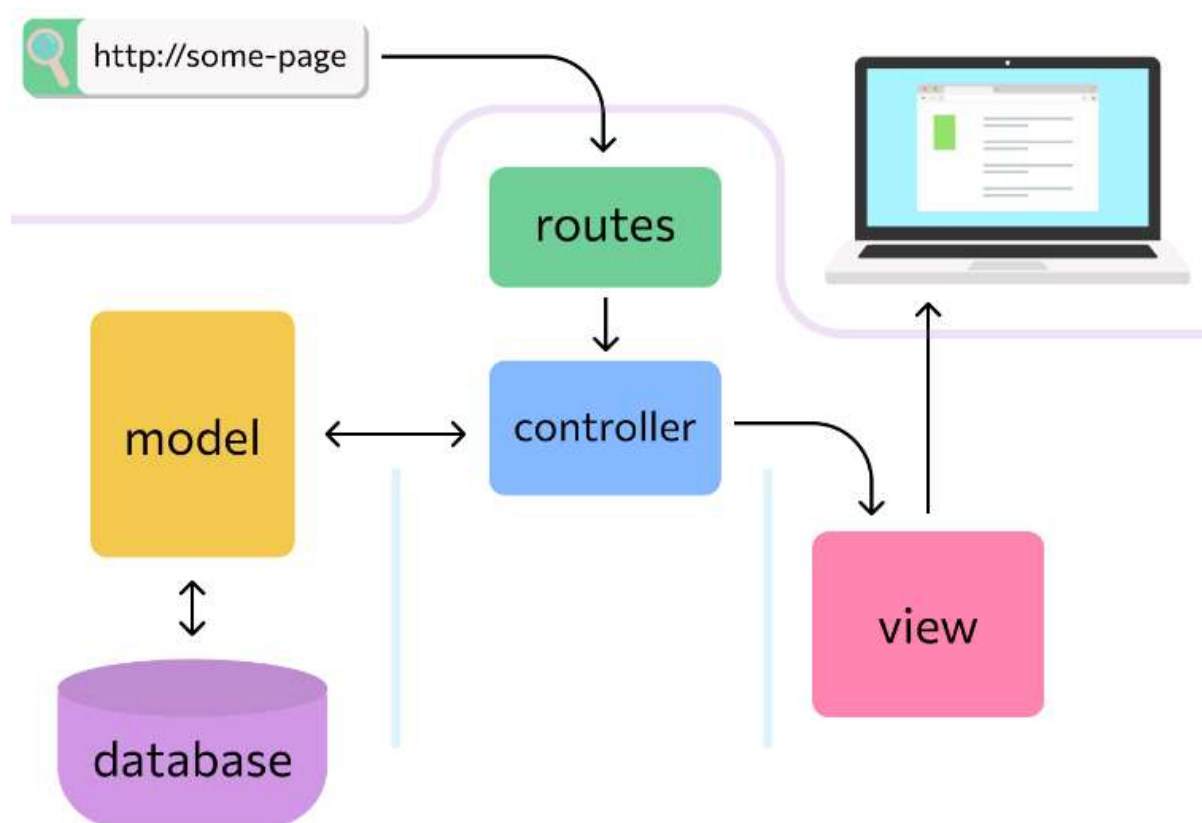 http://some-page
routes
model
controller
view
database